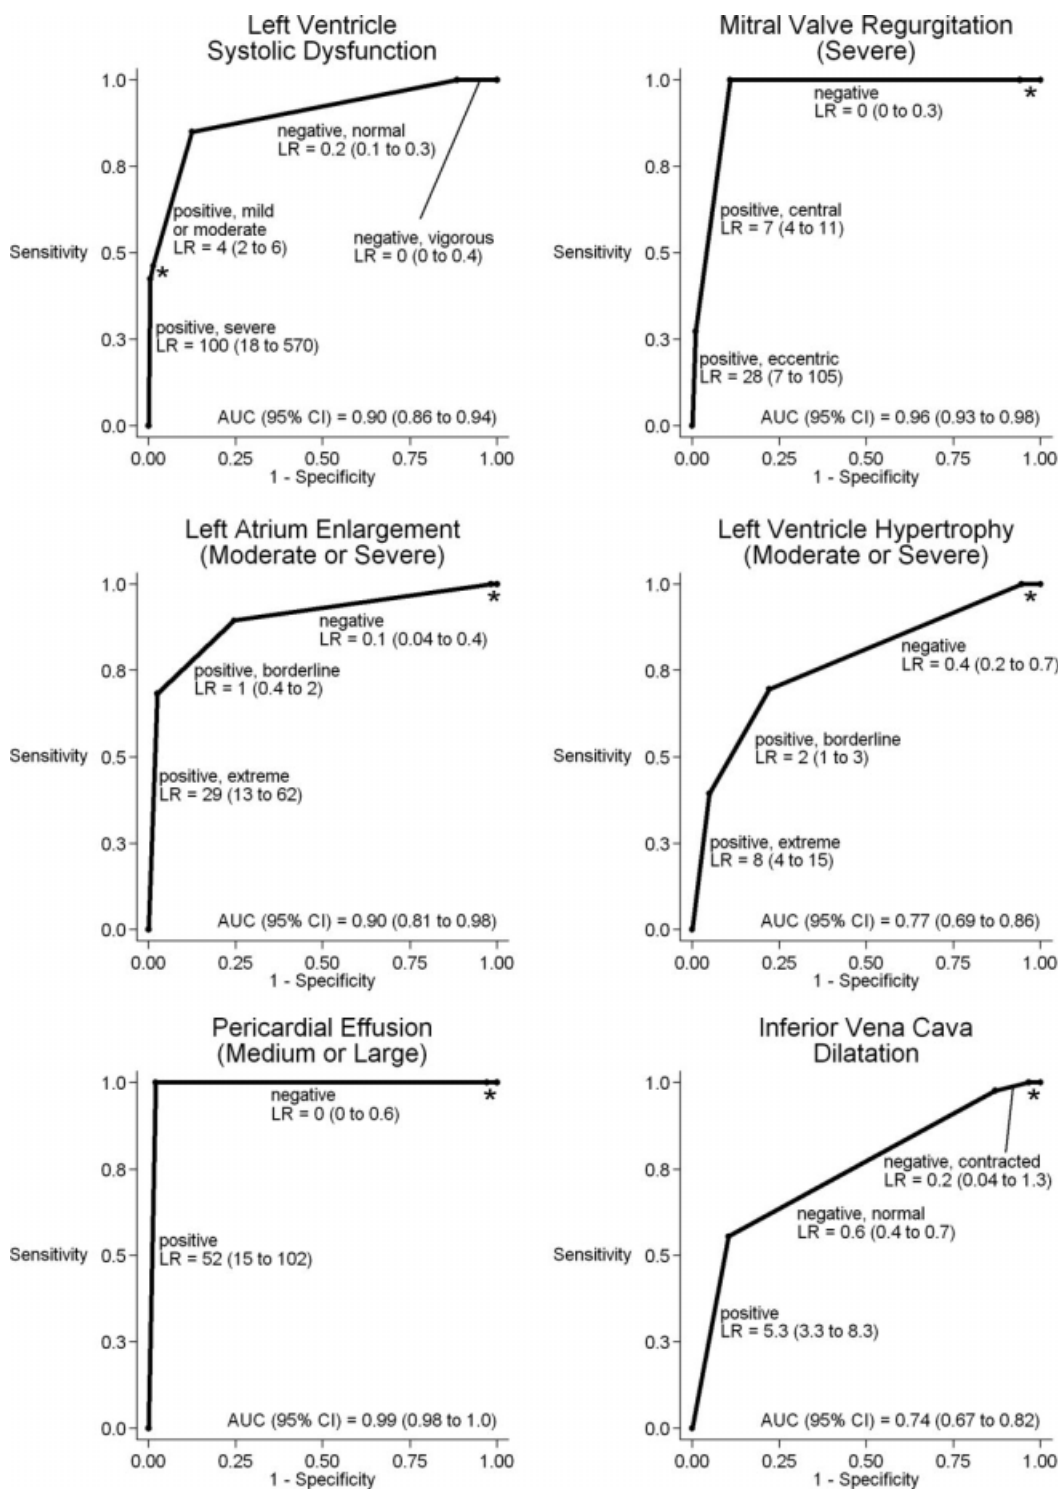 Left Ventricle
Systolic Dysfunction
1.0
0.8
0.5
0.3
0.0
Sensitivity
negative, normal
LR = 0.2 (0.1 to 0.3)
positive, mild
or moderate
LR = 4 (2 to 6)
negative, vigorous
LR = 0 (0 to 0.4)
*
positive, severe
LR = 100 (18 to 570)
AUC (95% CI) = 0.90 (0.86 to 0.94)
0.00 0.25 0.50 0.75 1.00
1 - Specificity
Mitral Valve Regurgitation
(Severe)
1.0
0.8
0.5
0.3
0.0
Sensitivity
negative
LR = 0 (0 to 0.3)
*
positive, central
LR = 7 (4 to 11)
positive, eccentric
LR = 28 (7 to 105)
AUC (95% CI) = 0.96 (0.93 to 0.98)
0.00 0.25 0.50 0.75 1.00
1 - Specificity
Left Atrium Enlargement
(Moderate or Severe)
1.0
0.8
0.5
0.3
0.0
Sensitivity
*
negative
LR = 0.1 (0.04 to 0.4)
positive, borderline
LR = 1 (0.4 to 2)
positive, extreme
LR = 29 (13 to 62)
AUC (95% CI) = 0.90 (0.81 to 0.98)
0.00 0.25 0.50 0.75 1.00
1 - Specificity
Left Ventricle Hypertrophy
(Moderate or Severe)
1.0
0.8
0.5
0.3
0.0
Sensitivity
*
negative
LR = 0.4 (0.2 to 0.7)
positive, borderline
LR = 2 (1 to 3)
positive, extreme
LR = 8 (4 to 15)
AUC (95% CI) = 0.77 (0.69 to 0.86)
0.00 0.25 0.50 0.75 1.00
1 - Specificity
Pericardial Effusion
(Medium or Large)
1.0
0.8
0.5
0.3
0.0
Sensitivity
negative
LR = 0 (0 to 0.6)
*
positive
LR = 52 (15 to 102)
AUC (95% CI) = 0.99 (0.98 to 1.0)
0.00 0.25 0.50 0.75 1.00
1 - Specificity
Inferior Vena Cava
Dilatation
1.0
0.8
0.5
0.3
0.0
Sensitivity
*
negative, contracted
LR = 0.2 (0.04 to 1.3)
negative, normal
LR = 0.6 (0.4 to 0.7)
positive
LR = 5.3 (3.3 to 8.3)
AUC (95% CI) = 0.74 (0.67 to 0.82)
0.00 0.25 0.50 0.75 1.00
1 - Specificity